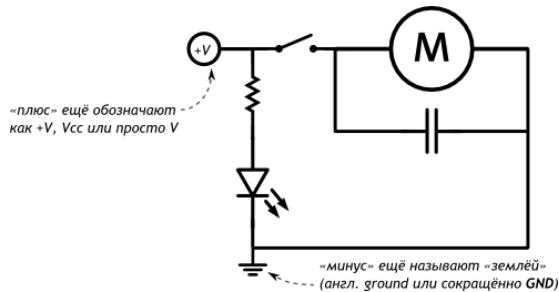 +V
M
«плюс» ещё обозначают
как +V, Vcc или просто V
«минус» ещё называют «землёй»
(англ. ground или сокращённо GND)